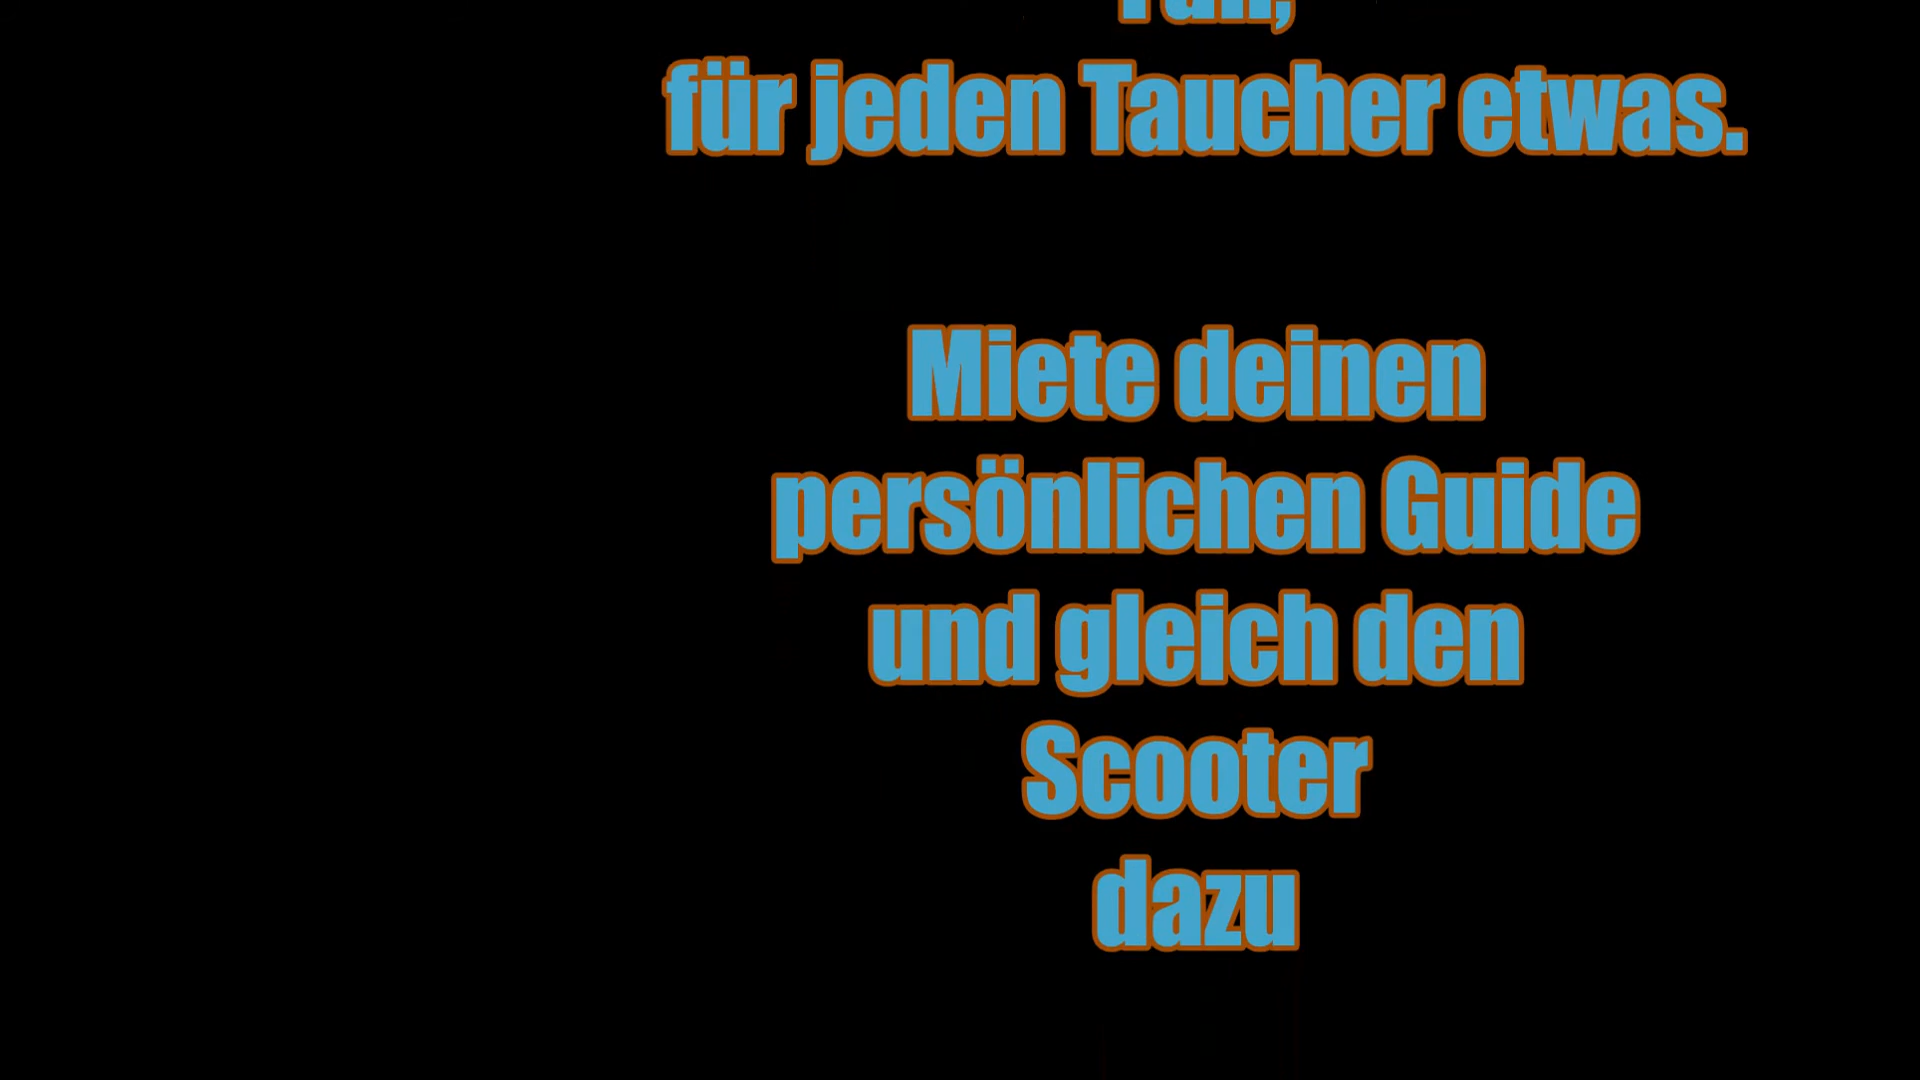 für jeden Taucher etwas.
Miete deinen
persönlichen Guide
und gleich den
Scooter
dazu